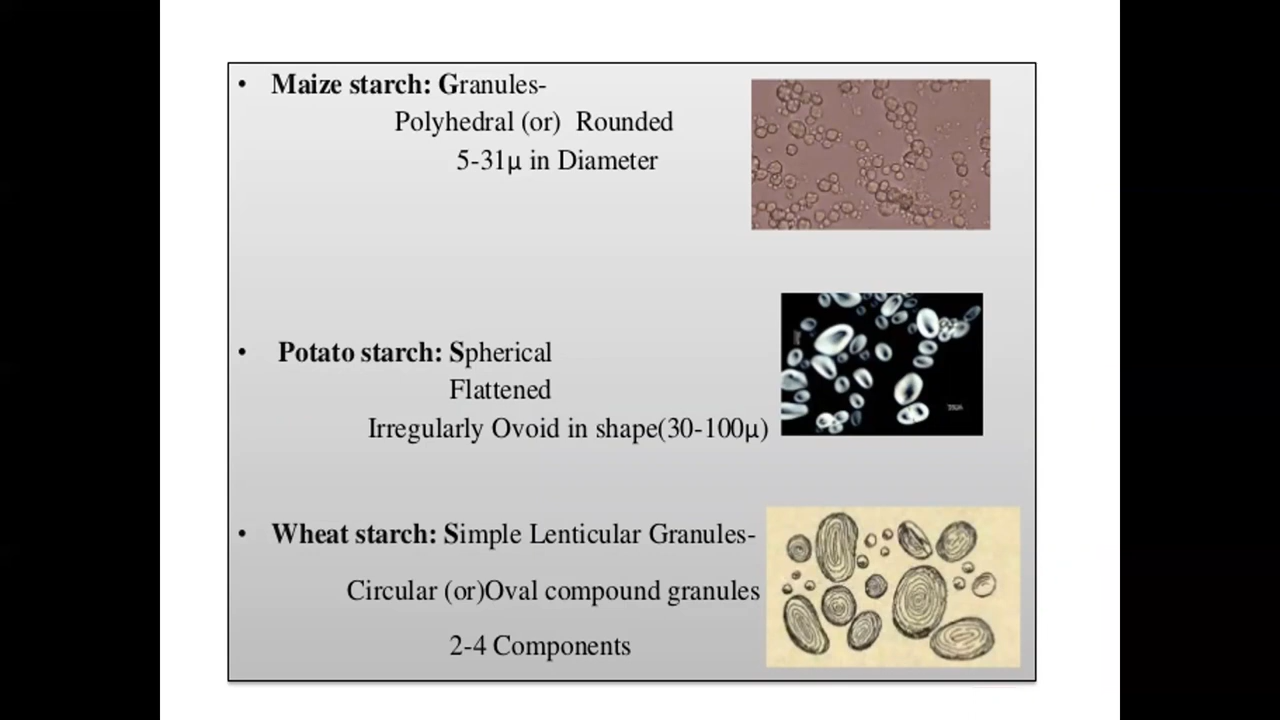 • Maize starch: Granules-
Polyhedral (or) Rounded
5-31µ in Diameter
• Potato starch: Spherical
Flattened
Irregularly Ovoid in shape(30-100µ)
• Wheat starch: Simple Lenticular Granules-
Circular (or)Oval compound granules
2-4 Components